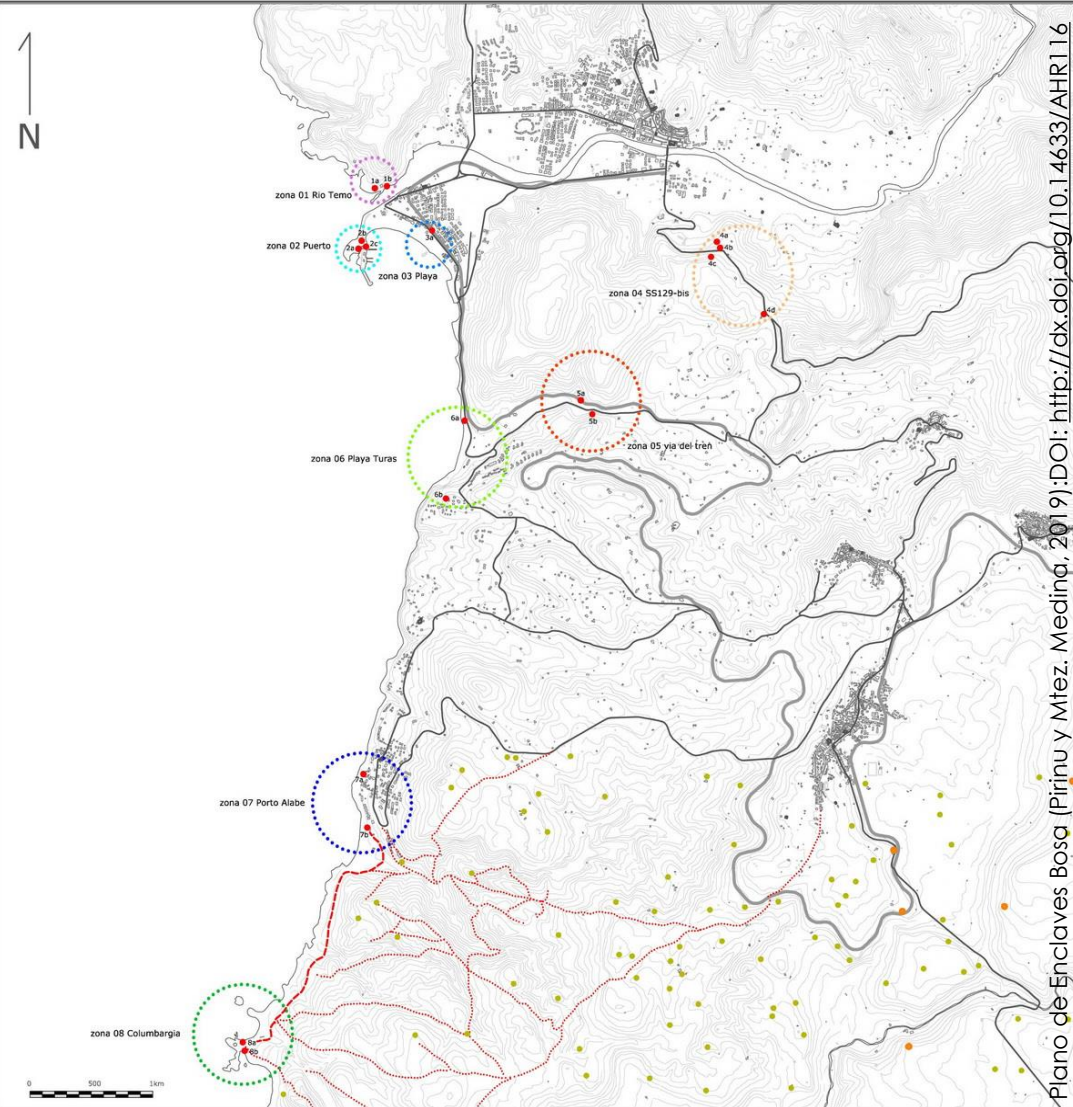 N
1a
1b
zona 01 Rio Temo
2b
zona 02 Puerto
2a
2c
3a
zona 03 Playa
4a
4b
4c
zona 04 SS129-bis
4d
5a
5b
zona 05 via del tren
6a
zona 06 Playa Turas
6b
7a
zona 07 Porto Alabe
7b
zona 08 Columbargia
8a
8b
0
500
1km
Plano de Enclaves Bosa (Pirinu y Mtez. Medina, 2019):DOI: http://dx.doi.org/10.14633/AHR116